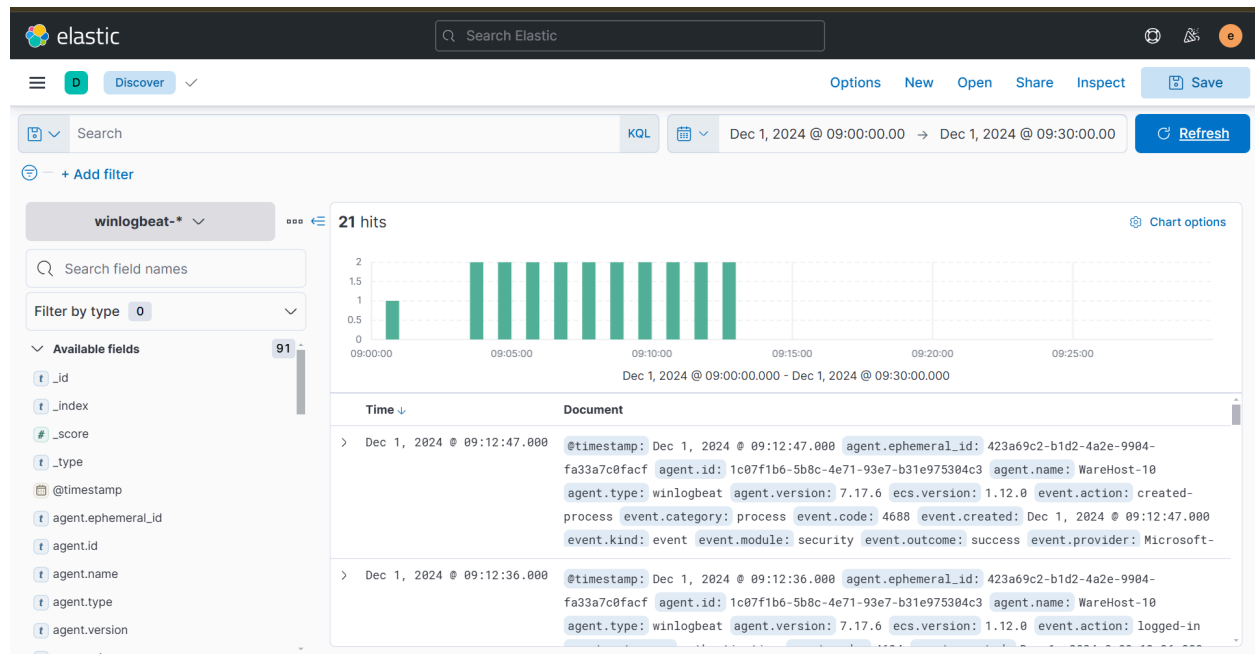 elastic
Search Elastic
e
D
Discover
Options
New
Open
Share
Inspect
Save
Search
KQL
Dec 1, 2024 @ 09:00:00.00 → Dec 1, 2024 @ 09:30:00.00
Refresh
+ Add filter
winlogbeat-*
Search field names
Filter by type 0
Available fields 91
t _id
t _index
# _score
t _type
@timestamp
t agent.ephemeral_id
t agent.id
t agent.name
t agent.type
t agent.version
21 hits
Chart options
2
1.5
1
0.5
0
09:00:00 09:05:00 09:10:00 09:15:00 09:20:00 09:25:00
Dec 1, 2024 @ 09:00:00.000 - Dec 1, 2024 @ 09:30:00.000
Time ↓ Document
Dec 1, 2024 @ 09:12:47.000
@timestamp: Dec 1, 2024 @ 09:12:47.000 agent.ephemeral_id: 423a69c2-b1d2-4a2e-9904-
fa33a7c0facf agent.id: 1c07f1b6-5b8c-4e71-93e7-b31e975304c3 agent.name: WareHost-10
agent.type: winlogbeat agent.version: 7.17.6 ecs.version: 1.12.0 event.action: created-
process event.category: process event.code: 4688 event.created: Dec 1, 2024 @ 09:12:47.000
event.kind: event event.module: security event.outcome: success event.provider: Microsoft-
Dec 1, 2024 @ 09:12:36.000
@timestamp: Dec 1, 2024 @ 09:12:36.000 agent.ephemeral_id: 423a69c2-b1d2-4a2e-9904-
fa33a7c0facf agent.id: 1c07f1b6-5b8c-4e71-93e7-b31e975304c3 agent.name: WareHost-10
agent.type: winlogbeat agent.version: 7.17.6 ecs.version: 1.12.0 event.action: logged-in